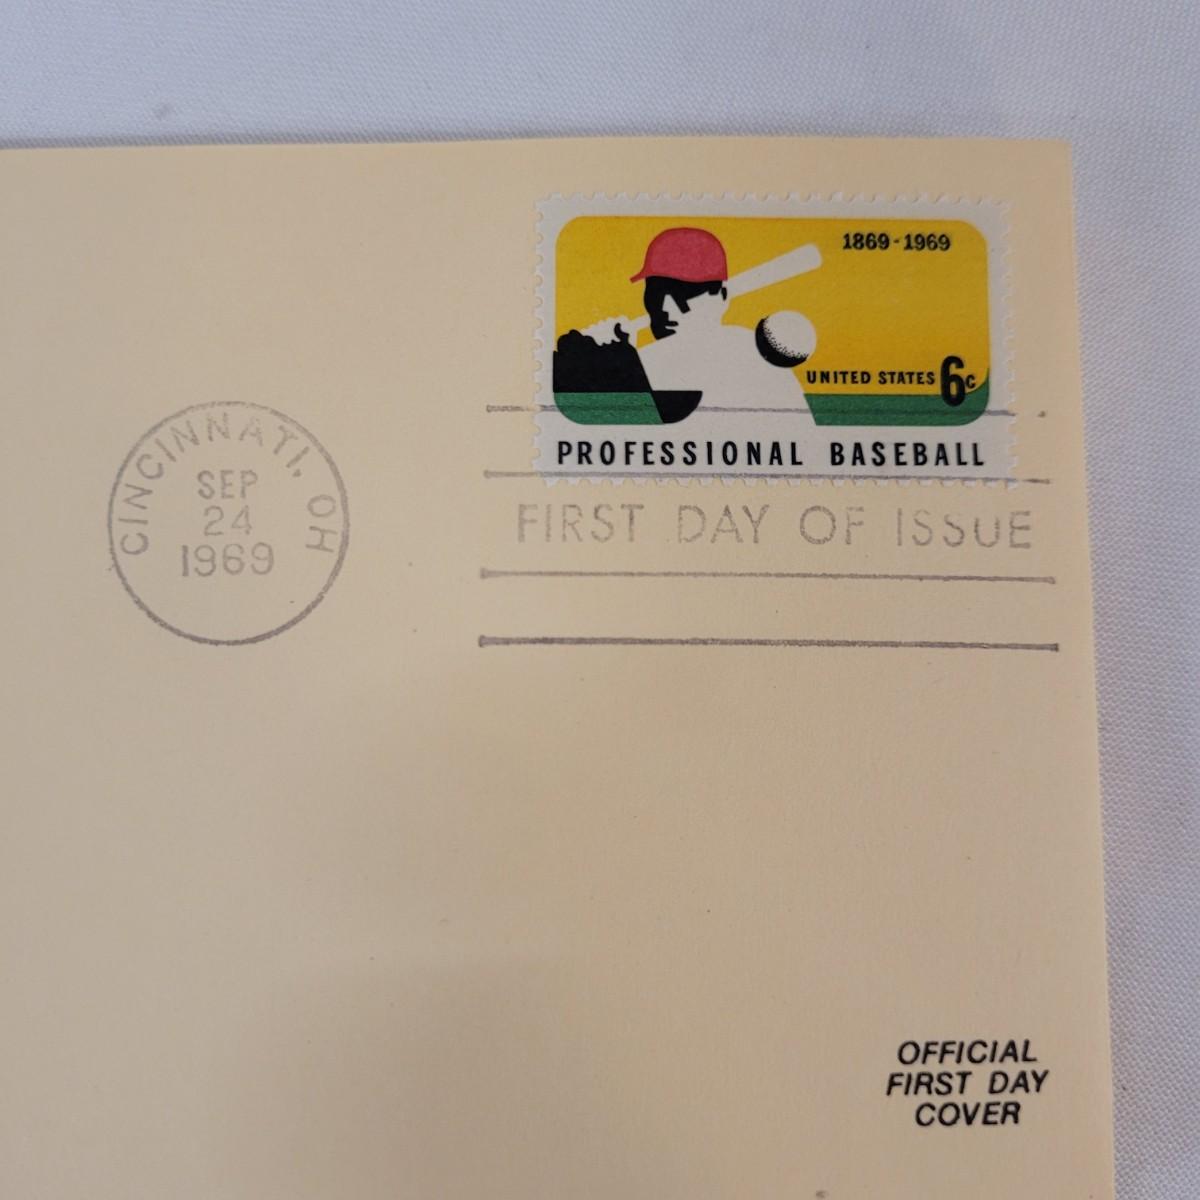 1869-1969
UNITED STATES 6c
PROFESSIONAL BASEBALL
CINCINNATI, OH
SEP
24
1969
FIRST DAY OF ISSUE
OFFICIAL
FIRST DAY
COVER